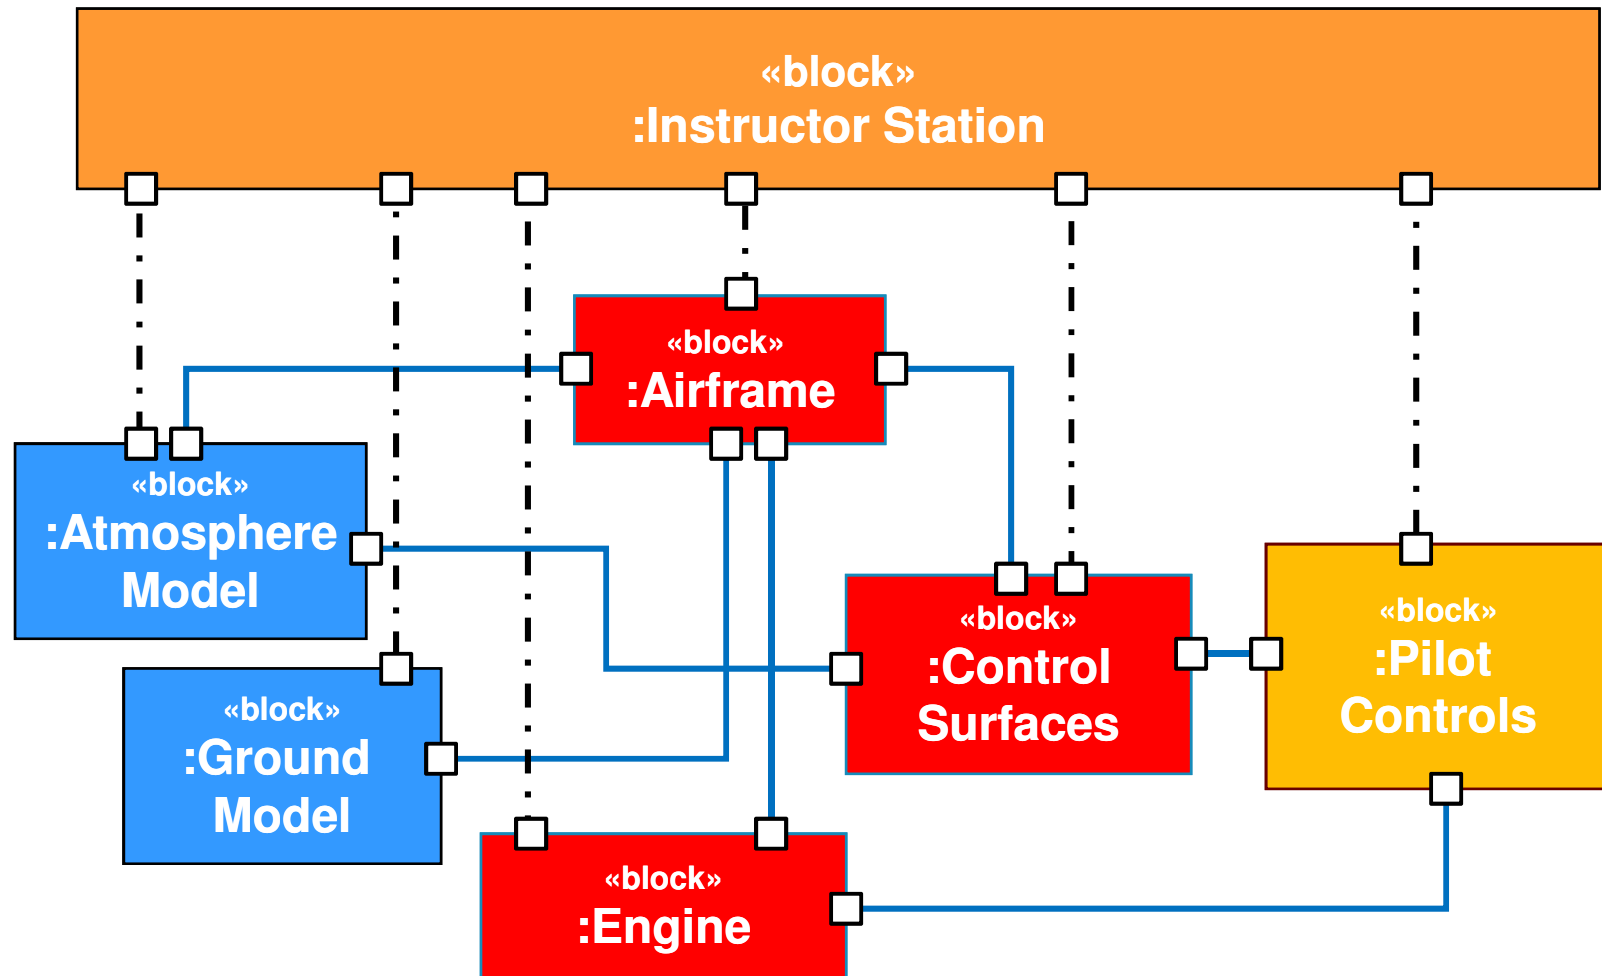 «block»
:Instructor Station
«block»
:Airframe
«block»
:Atmosphere
Model
«block»
:Control
Surfaces
«block»
:Pilot
Controls
«block»
:Ground
Model
«block»
:Engine